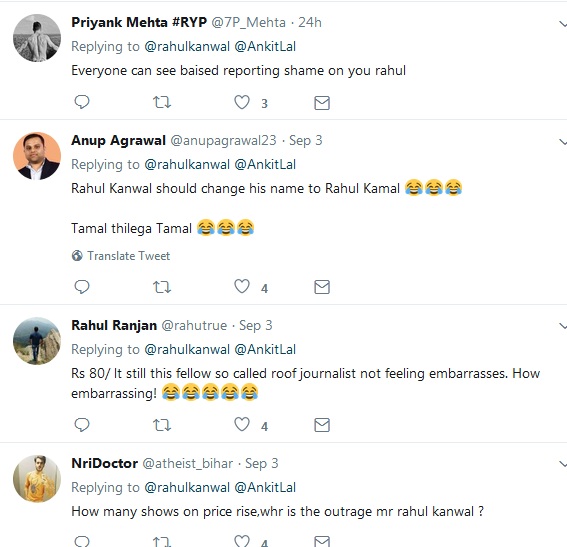 Priyank Mehta #RYP @7P_Mehta · 24h
Replying to @rahulkanwal @AnkitLal
Everyone can see baised reporting shame on you rahul
3
Anup Agrawal @anupagrawal23 · Sep 3
Replying to @rahulkanwal @AnkitLal
Rahul Kanwal should change his name to Rahul Kamal 😂😂😂
Tamal thilega Tamal 😂😂😂
Translate Tweet
4
Rahul Ranjan @rahutrue · Sep 3
Replying to @rahulkanwal @AnkitLal
Rs 80/ lt still this fellow so called roof journalist not feeling embarrasses. How
embarrassing! 😂😂😂😂😂
4
NriDoctor @atheist_bihar · Sep 3
Replying to @rahulkanwal @AnkitLal
How many shows on price rise,whr is the outrage mr rahul kanwal ?
4